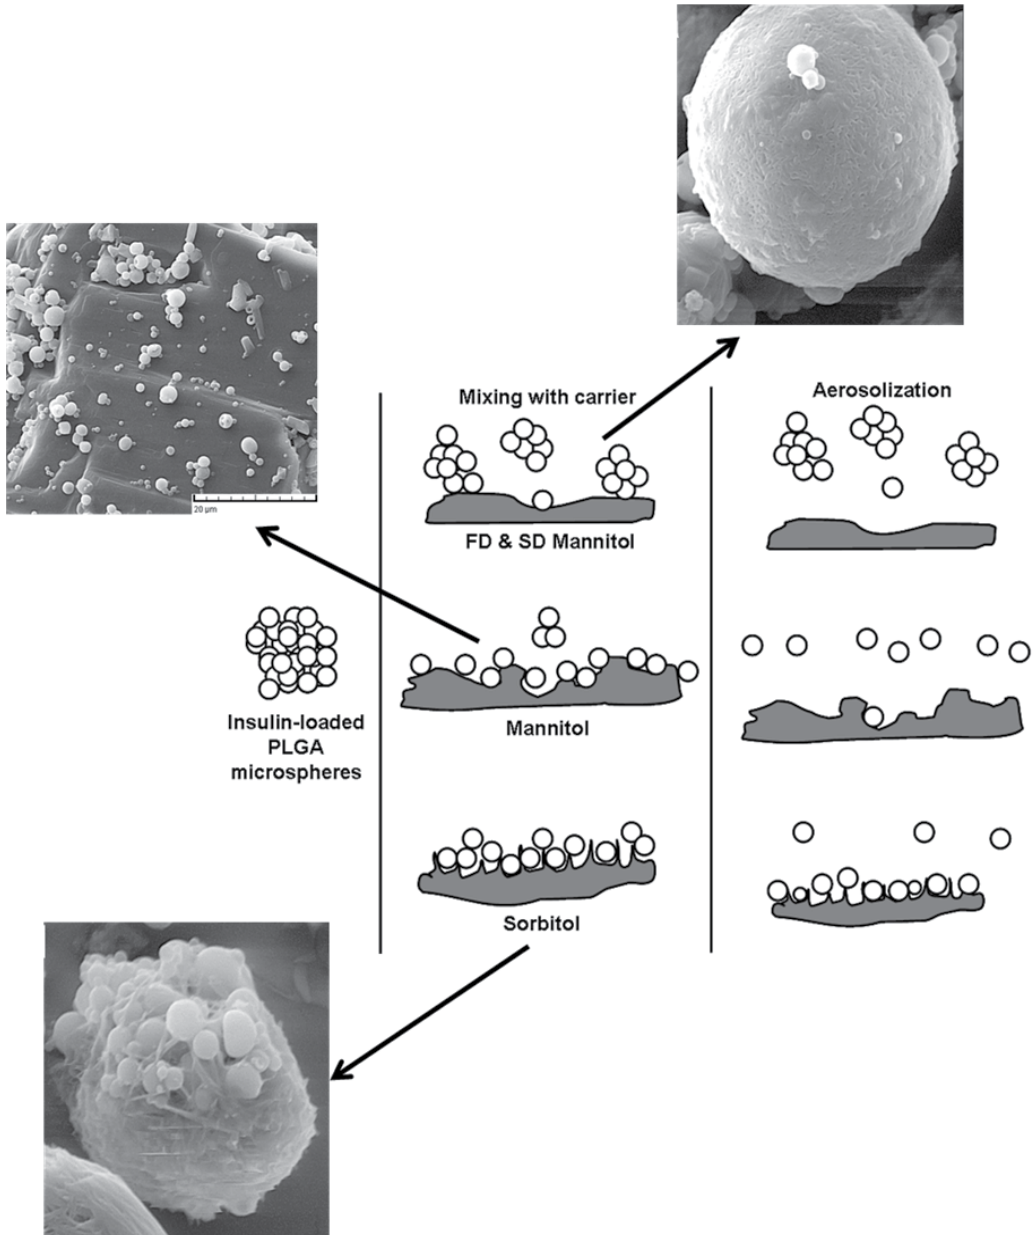 Mixing with carrier
Aerosolization
20 µm
FD & SD Mannitol
Insulin-loaded
PLGA
microspheres
Mannitol
Sorbitol